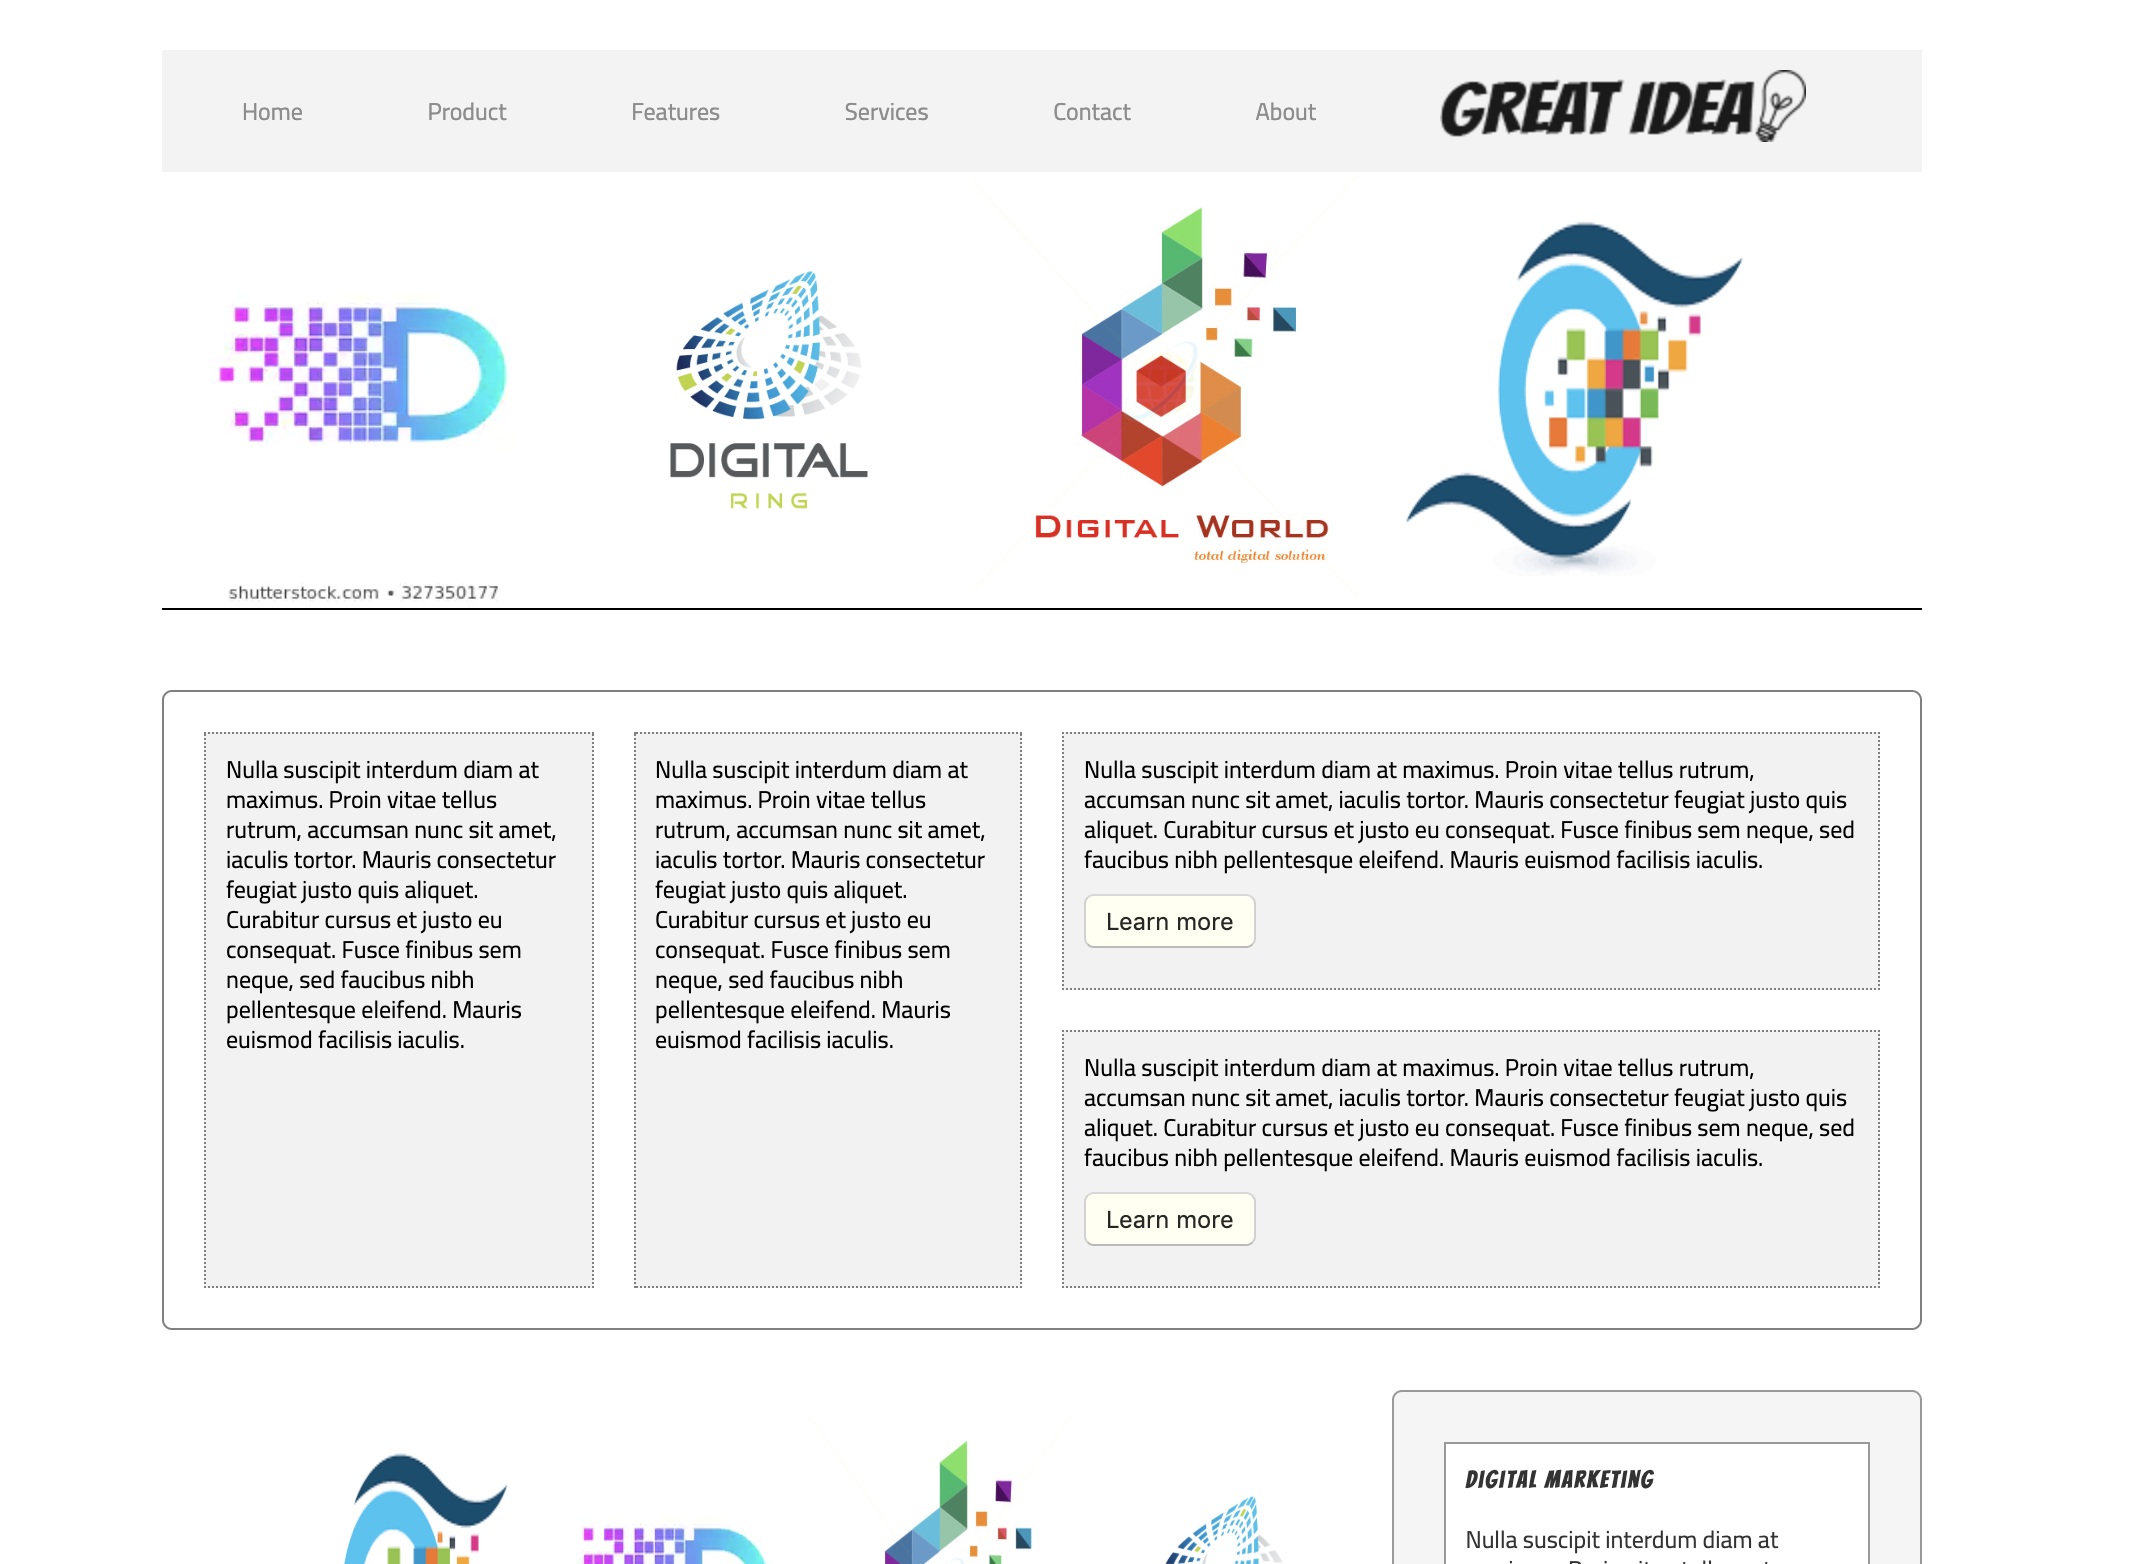 Home Product Features Services Contact About GREAT IDEA
DIGITAL
RING
DIGITAL WORLD
total digital solution
shutterstock.com • 327350177
Nulla suscipit interdum diam at
maximus. Proin vitae tellus
rutrum, accumsan nunc sit amet,
iaculis tortor. Mauris consectetur
feugiat justo quis aliquet.
Curabitur cursus et justo eu
consequat. Fusce finibus sem
neque, sed faucibus nibh
pellentesque eleifend. Mauris
euismod facilisis iaculis.
Nulla suscipit interdum diam at
maximus. Proin vitae tellus
rutrum, accumsan nunc sit amet,
iaculis tortor. Mauris consectetur
feugiat justo quis aliquet.
Curabitur cursus et justo eu
consequat. Fusce finibus sem
neque, sed faucibus nibh
pellentesque eleifend. Mauris
euismod facilisis iaculis.
Nulla suscipit interdum diam at maximus. Proin vitae tellus rutrum,
accumsan nunc sit amet, iaculis tortor. Mauris consectetur feugiat justo quis
aliquet. Curabitur cursus et justo eu consequat. Fusce finibus sem neque, sed
faucibus nibh pellentesque eleifend. Mauris euismod facilisis iaculis.
Learn more
Nulla suscipit interdum diam at maximus. Proin vitae tellus rutrum,
accumsan nunc sit amet, iaculis tortor. Mauris consectetur feugiat justo quis
aliquet. Curabitur cursus et justo eu consequat. Fusce finibus sem neque, sed
faucibus nibh pellentesque eleifend. Mauris euismod facilisis iaculis.
Learn more
DIGITAL MARKETING
Nulla suscipit interdum diam at